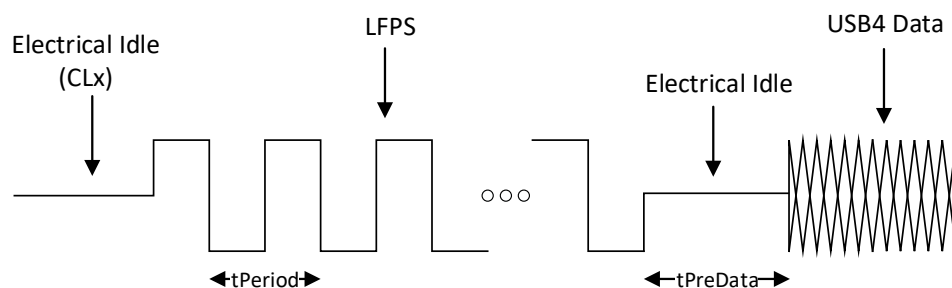 LFPS
USB4 Data
Electrical Idle
(CLx)
Electrical Idle
tPeriod
tPreData